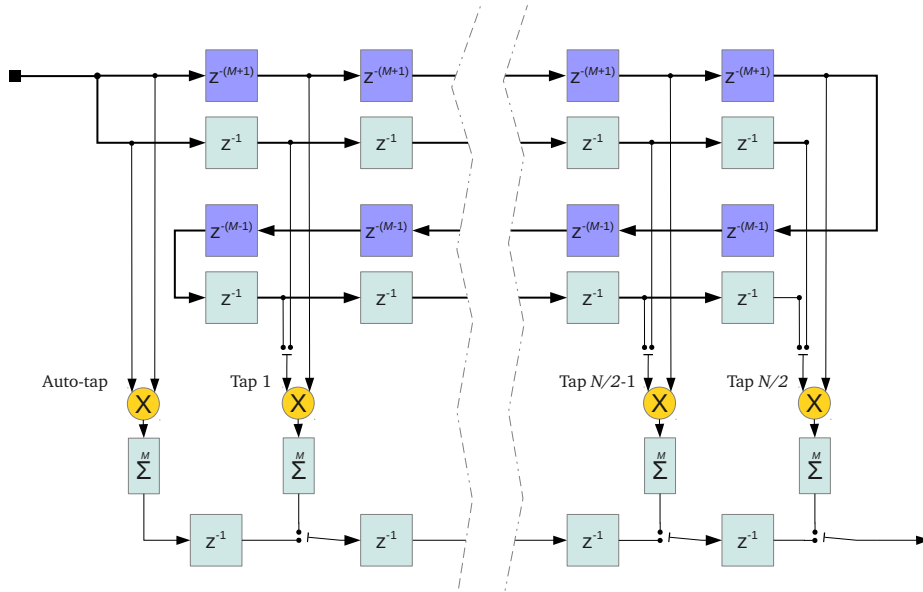 z-(M+1) z-(M+1) z-(M+1) z-(M+1)
z-1 z-1 z-1 z-1
z-(M-1) z-(M-1) z-(M-1) z-(M-1)
z-1 z-1 z-1 z-1
Auto-tap Tap 1 Tap N/2-1 Tap N/2
X X X X
M M M M
Σ Σ Σ Σ
z-1 z-1 z-1 z-1